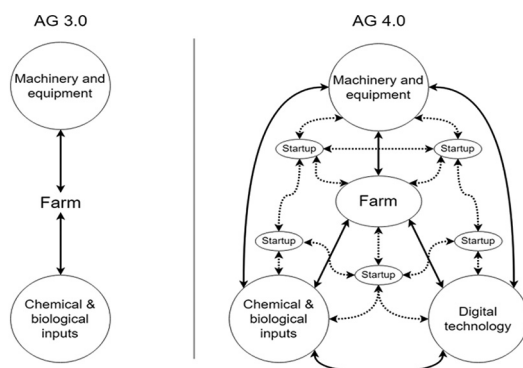 AG 3.0
Machinery and
equipment
Farm
Chemical &
biological
inputs
AG 4.0
Machinery and
equipment
Startup
Startup
Farm
Startup
Startup
Startup
Chemical &
biological
inputs
Digital
technology